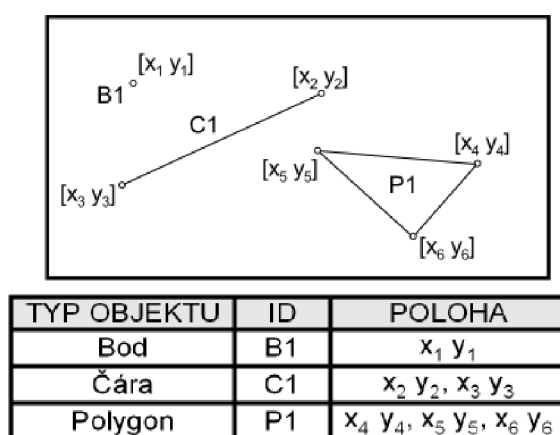 [x₁ y₁]
B1
[x₂ y₂]
C1
[x₃ y₃]
[x₄ y₄]
[x₅ y₅]
P1
[x₆ y₆]
TYP OBJEKTU ID POLOHA
Bod B1 x₁ y₁
Čára C1 x₂ y₂, x₃ y₃
Polygon P1 x₄ y₄, x₅ y₅, x₆ y₆